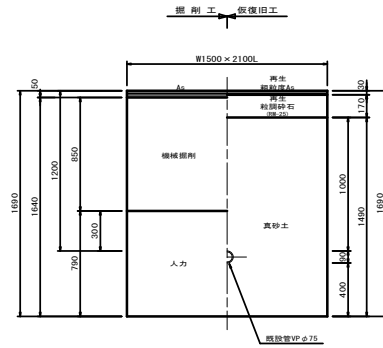 掘削工 仮復旧工
W1500×2100L
As
再生
粗粒度As
再生
粒調砕石
(RM-25)
機械掘削
真砂土
人力
既設管VPφ75
50
1690
1640
1200
850
300
790
30
170
1000
1490
90
400
1690